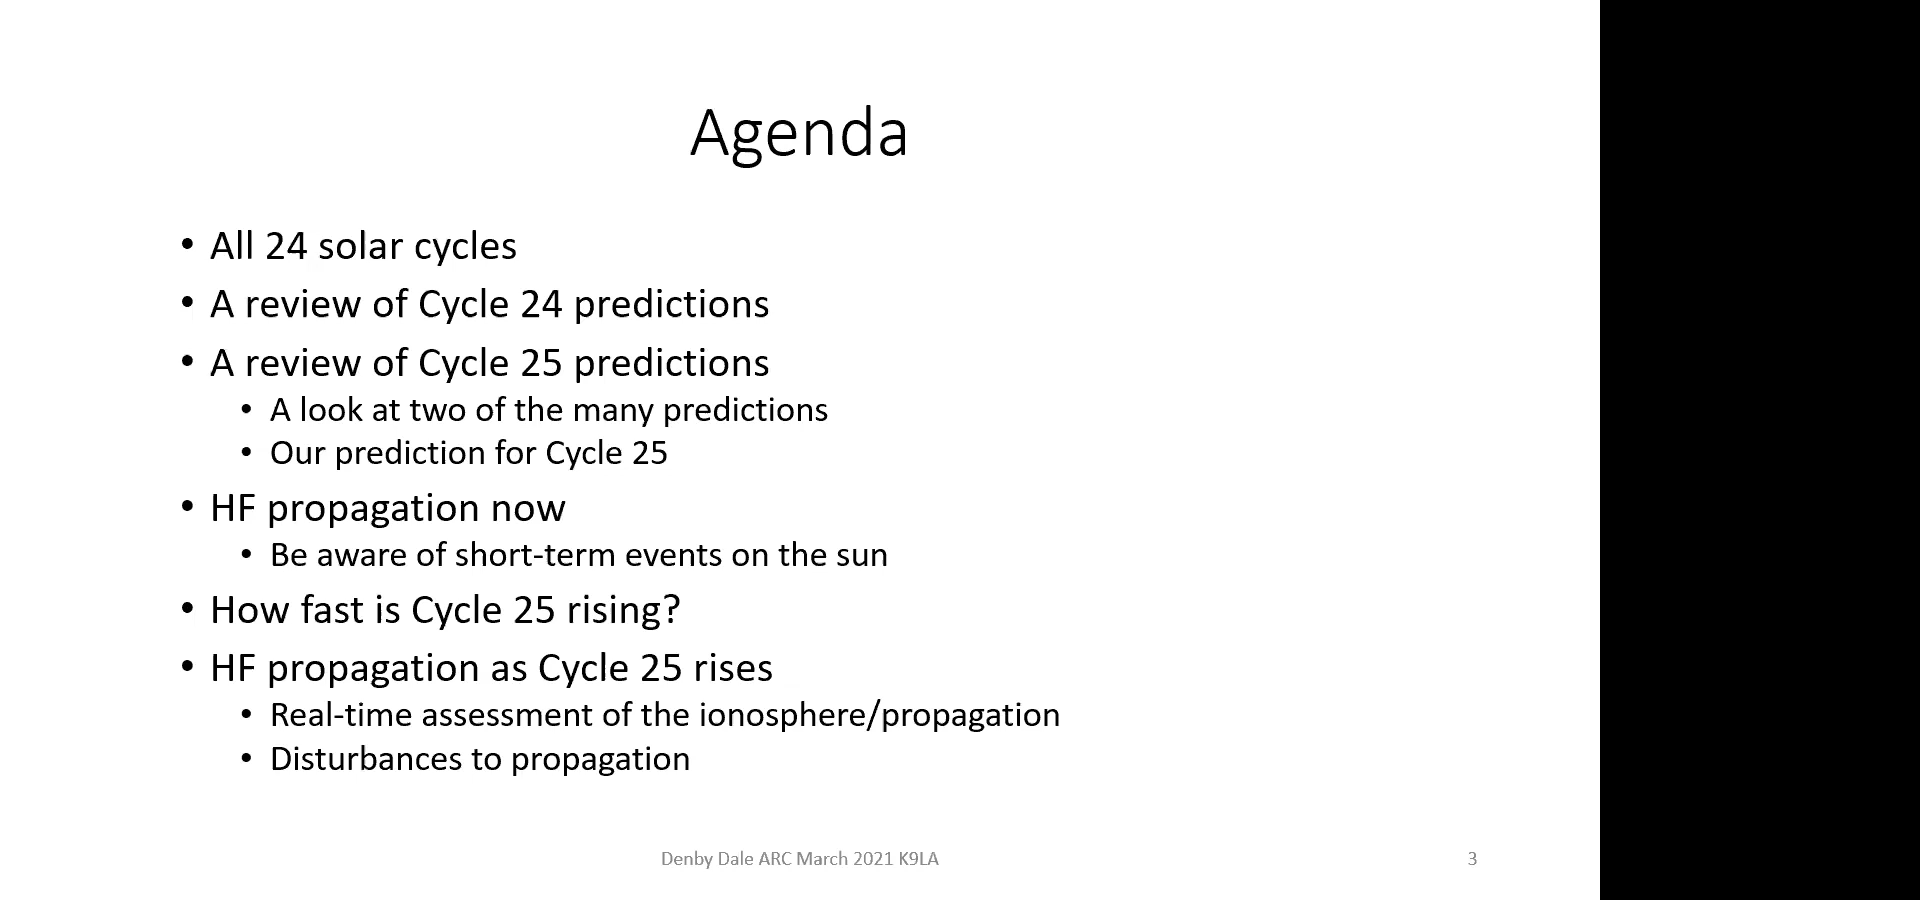 Agenda
• All 24 solar cycles
• A review of Cycle 24 predictions
• A review of Cycle 25 predictions
• A look at two of the many predictions
• Our prediction for Cycle 25
• HF propagation now
• Be aware of short-term events on the sun
• How fast is Cycle 25 rising?
• HF propagation as Cycle 25 rises
• Real-time assessment of the ionosphere/propagation
• Disturbances to propagation
Denby Dale ARC March 2021 K9LA
3